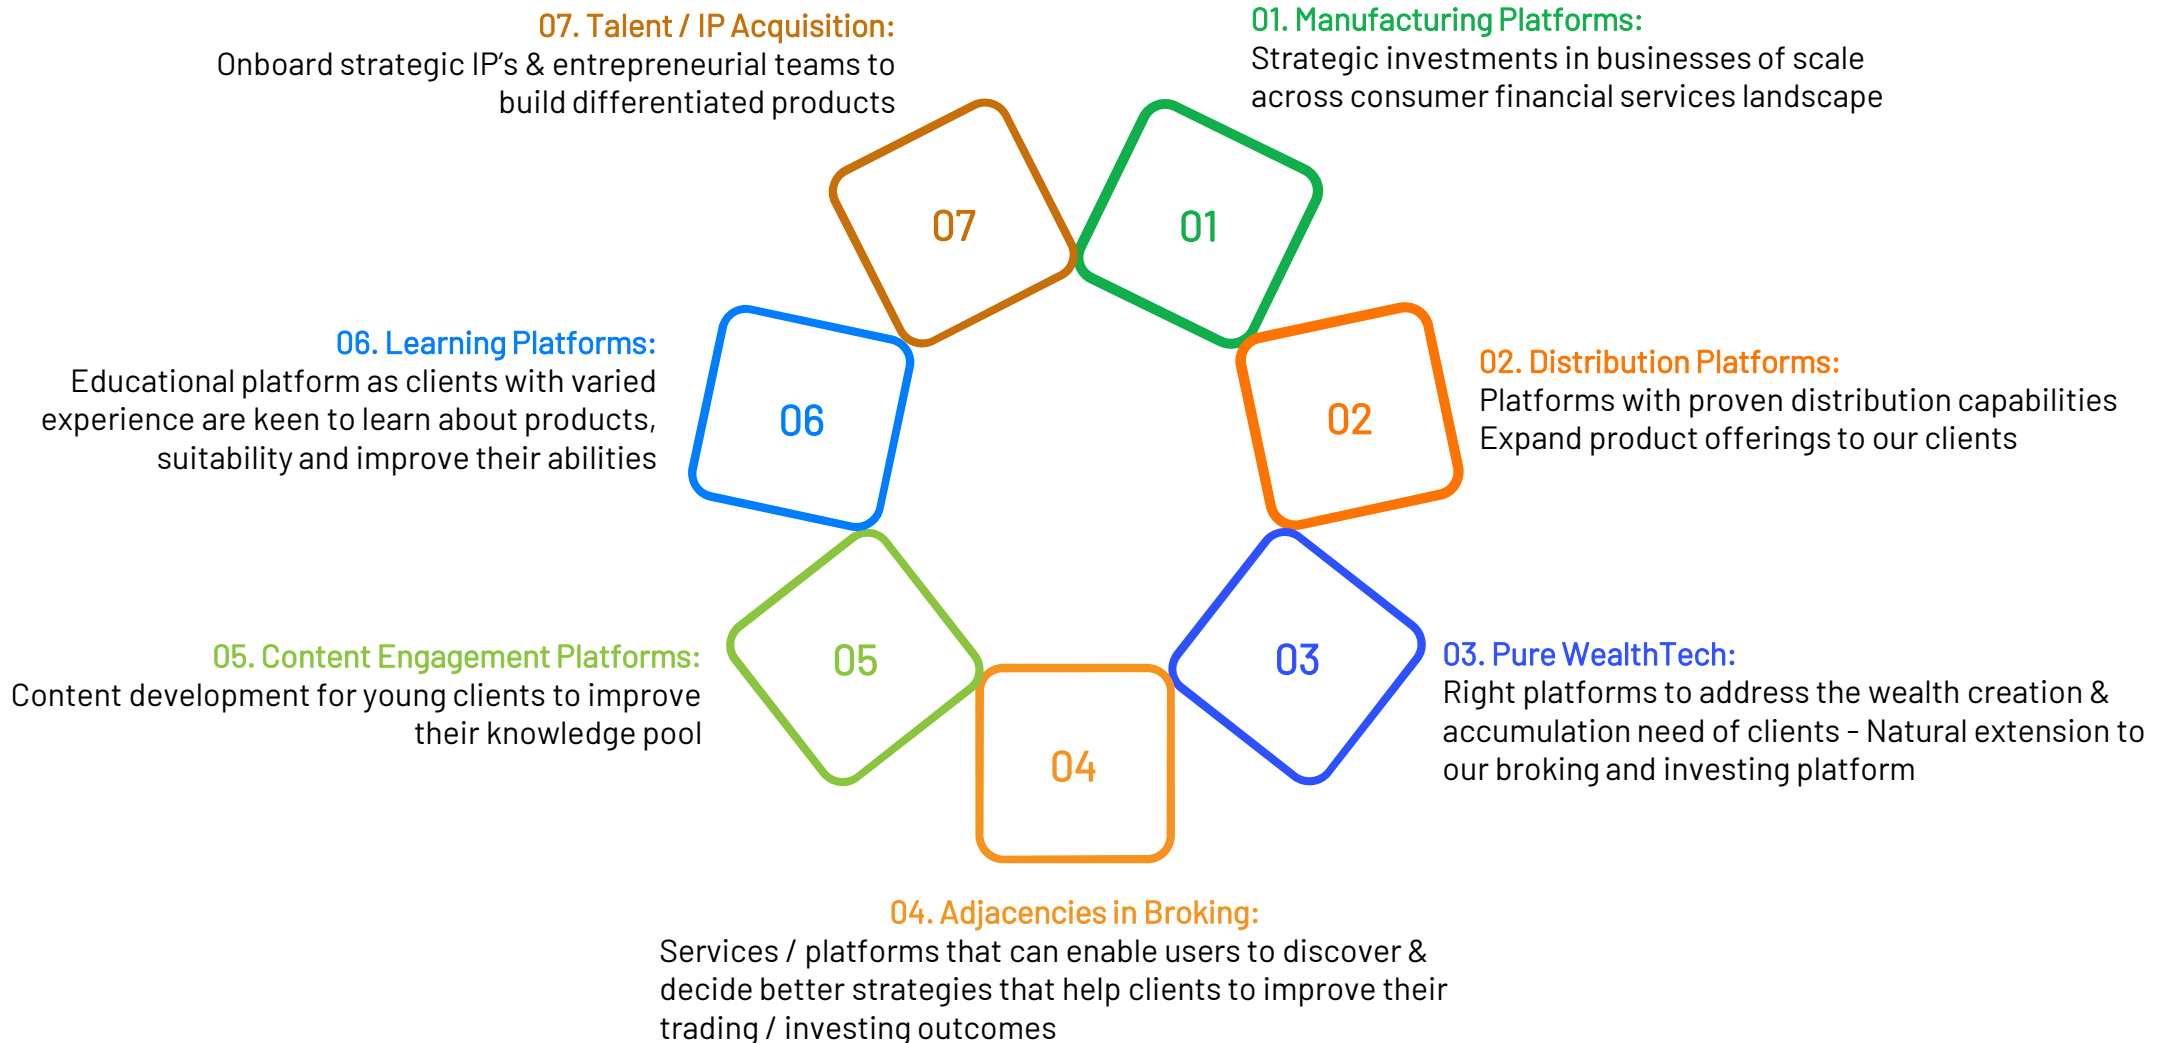 07. Talent / IP Acquisition:
Onboard strategic IP's & entrepreneurial teams to
build differentiated products
01. Manufacturing Platforms:
Strategic investments in businesses of scale
across consumer financial services landscape
07
01
06. Learning Platforms:
Educational platform as clients with varied
experience are keen to learn about products,
suitability and improve their abilities
06
02
02. Distribution Platforms:
Platforms with proven distribution capabilities
Expand product offerings to our clients
05. Content Engagement Platforms:
Content development for young clients to improve
their knowledge pool
05
03
03. Pure WealthTech:
Right platforms to address the wealth creation &
accumulation need of clients - Natural extension to
our broking and investing platform
04
04. Adjacencies in Broking:
Services / platforms that can enable users to discover &
decide better strategies that help clients to improve their
trading / investing outcomes